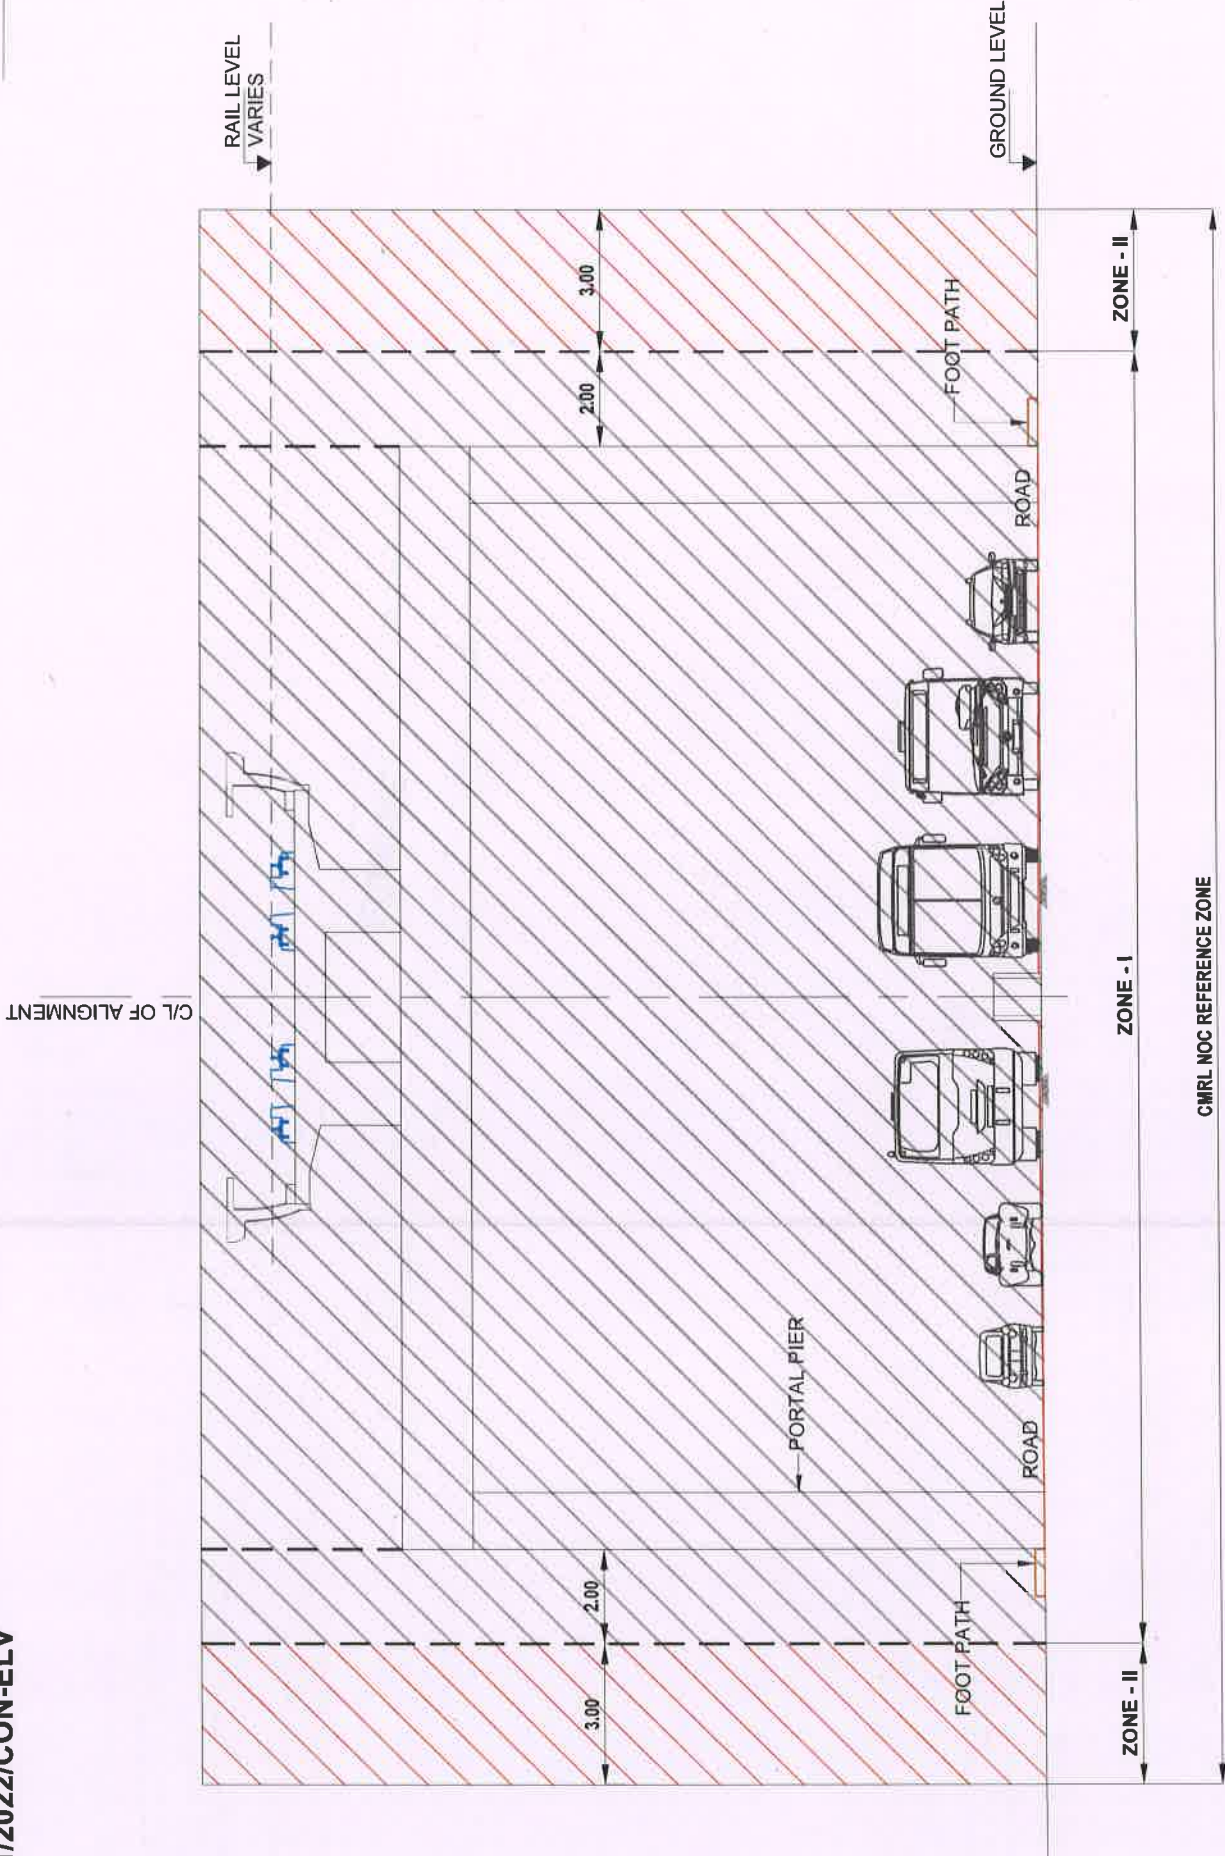 /2022/CON-ELV
C/L OF ALIGNMENT
RAIL LEVEL
VARIES
3.00
2.00
2.00
3.00
PORTAL PIER
FOOT PATH
FOOT PATH
ROAD
ROAD
GROUND LEVEL
ZONE - II
ZONE - I
ZONE - II
CMRL NOC REFERENCE ZONE